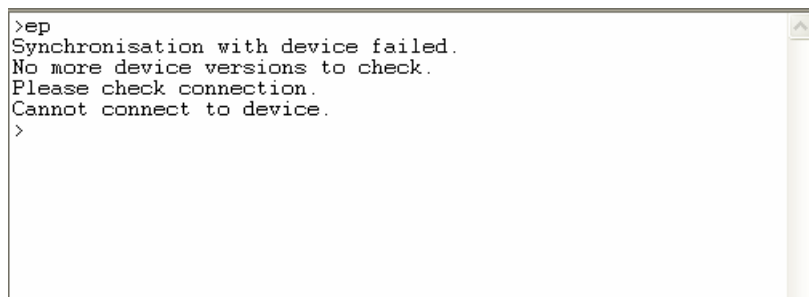 >ep
Synchronisation with device failed.
No more device versions to check.
Please check connection.
Cannot connect to device.
>